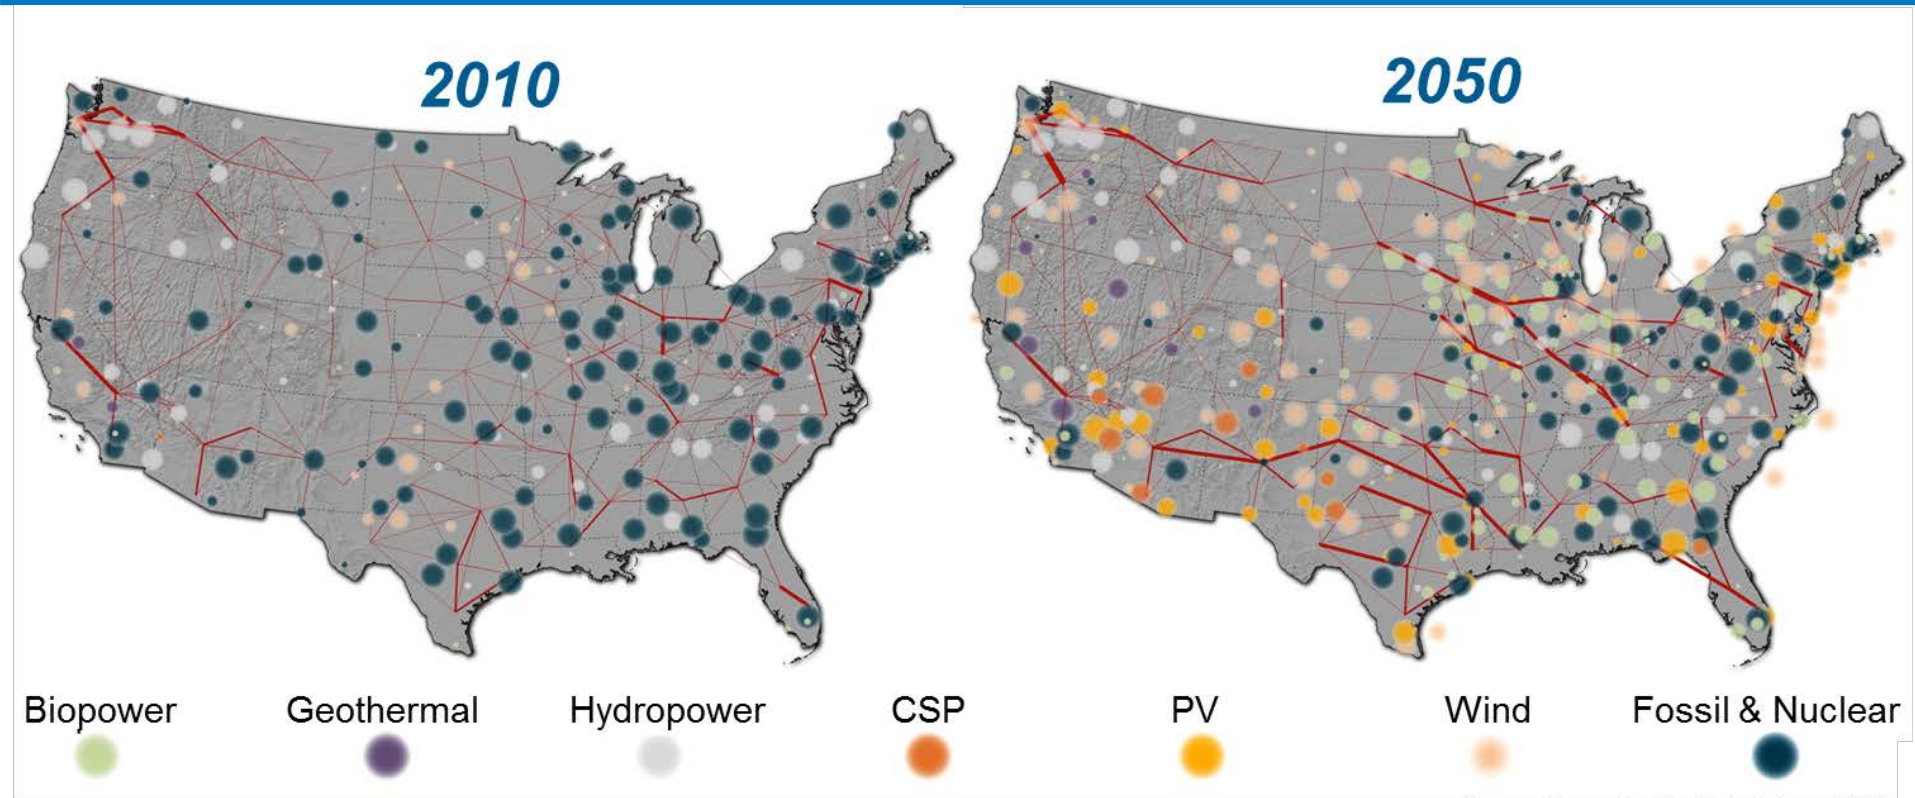 2010
2050
Biopower
Geothermal
Hydropower
CSP
PV
Wind
Fossil & Nuclear